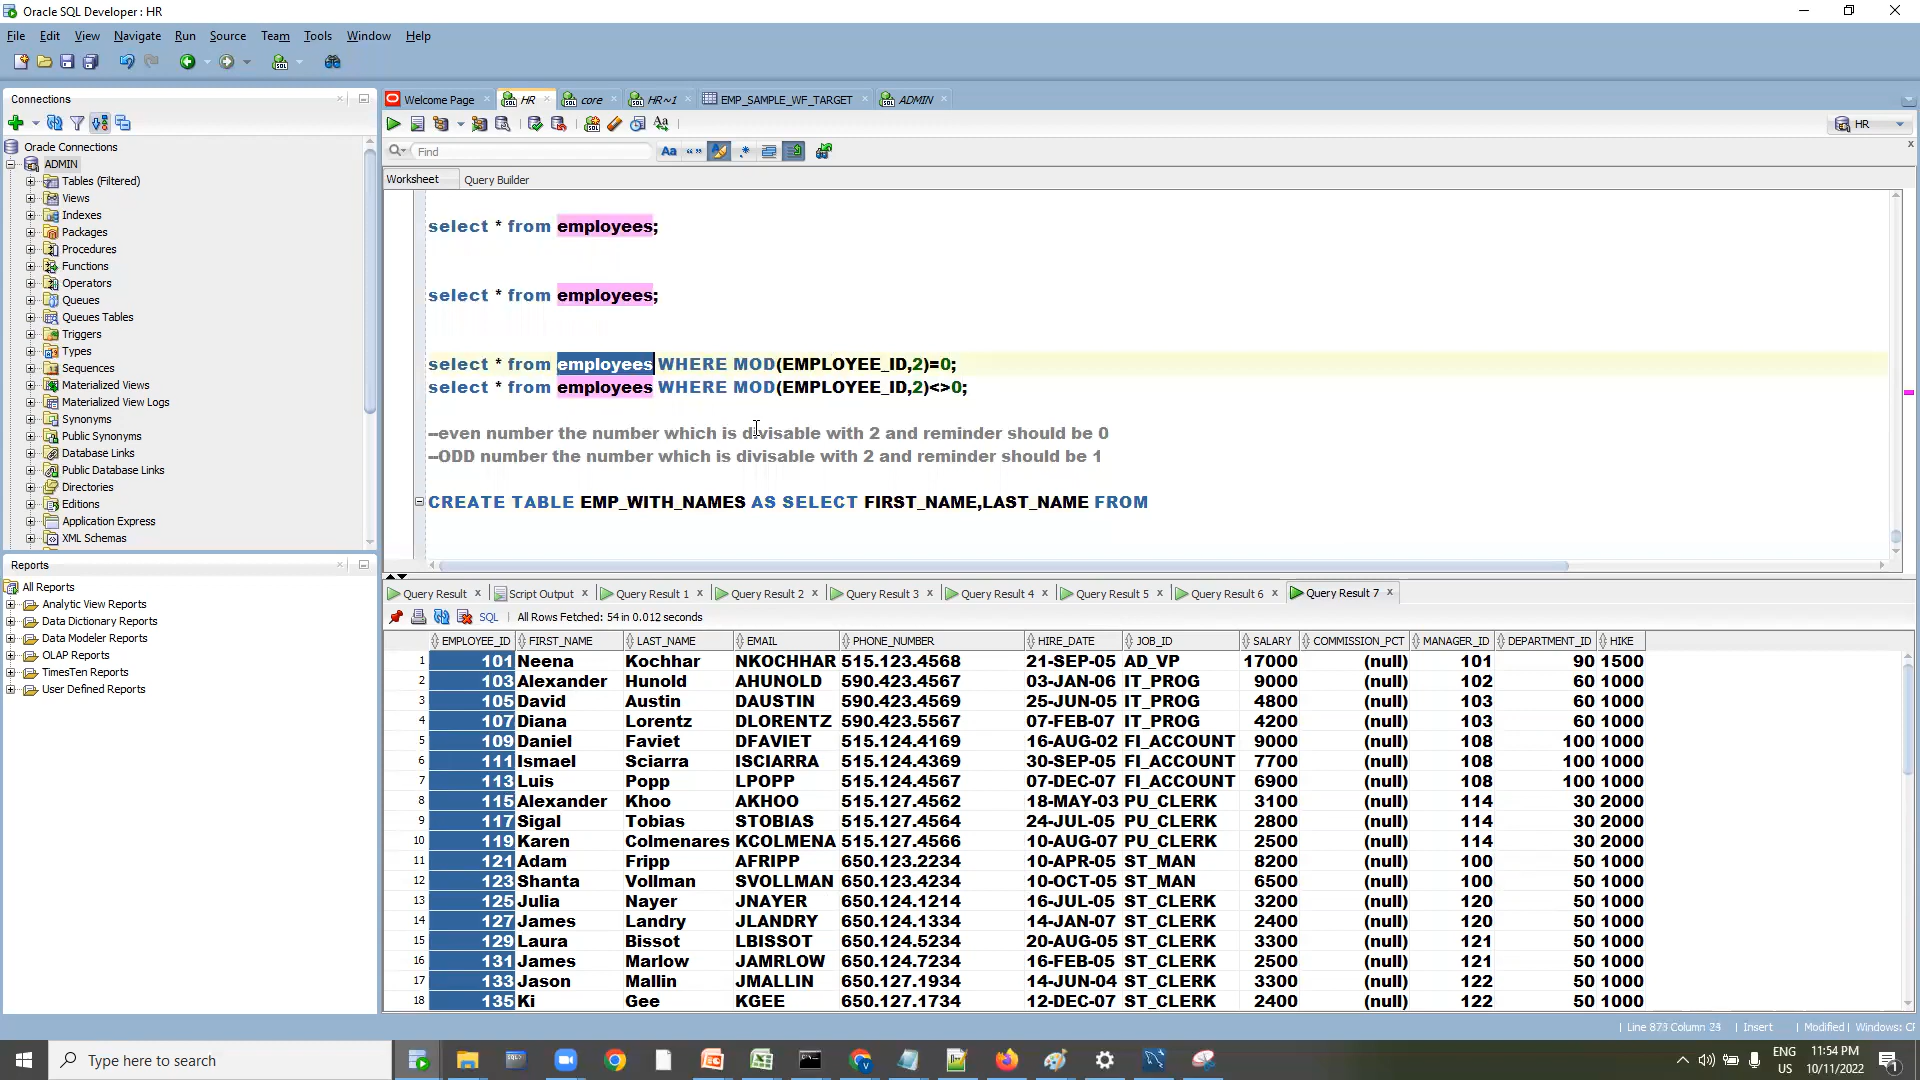 Oracle SQL Developer : HR
File Edit View Navigate Run Source Team Tools Window Help
Connections
Oracle Connections
ADMIN
Tables (Filtered)
Views
Indexes
Packages
Procedures
Functions
Operators
Queues
Queues Tables
Triggers
Types
Sequences
Materialized Views
Materialized View Logs
Synonyms
Public Synonyms
Database Links
Public Database Links
Directories
Editions
Application Express
XML Schemas
Reports
All Reports
Analytic View Reports
Data Dictionary Reports
Data Modeler Reports
OLAP Reports
TimesTen Reports
User Defined Reports
Welcome Page HR core HR~1 EMP_SAMPLE_WF_TARGET ADMIN
HR
Find
Worksheet Query Builder
select * from employees;
select * from employees;
select * from employees WHERE MOD(EMPLOYEE_ID,2)=0;
select * from employees WHERE MOD(EMPLOYEE_ID,2)<>0;
--even number the number which is divisable with 2 and reminder should be 0
--ODD number the number which is divisable with 2 and reminder should be 1
CREATE TABLE EMP_WITH_NAMES AS SELECT FIRST_NAME,LAST_NAME FROM
Query Result Script Output Query Result 1 Query Result 2 Query Result 3 Query Result 4 Query Result 5 Query Result 6 Query Result 7
SQL All Rows Fetched: 54 in 0.012 seconds
EMPLOYEE_ID FIRST_NAME LAST_NAME EMAIL PHONE_NUMBER HIRE_DATE JOB_ID SALARY COMMISSION_PCT MANAGER_ID DEPARTMENT_ID HIKE
1 101 Neena Kochhar NKOCHHAR 515.123.4568 21-SEP-05 AD_VP 17000 (null) 101 90 1500
2 103 Alexander Hunold AHUNOLD 590.423.4567 03-JAN-06 IT_PROG 9000 (null) 102 60 1000
3 105 David Austin DAUSTIN 590.423.4569 25-JUN-05 IT_PROG 4800 (null) 103 60 1000
4 107 Diana Lorentz DLORENTZ 590.423.5567 07-FEB-07 IT_PROG 4200 (null) 103 60 1000
5 109 Daniel Faviet DFAVIET 515.124.4169 16-AUG-02 FI_ACCOUNT 9000 (null) 108 100 1000
6 111 Ismael Sciarra ISCIARRA 515.124.4369 30-SEP-05 FI_ACCOUNT 7700 (null) 108 100 1000
7 113 Luis Popp LPOPP 515.124.4567 07-DEC-07 FI_ACCOUNT 6900 (null) 108 100 1000
8 115 Alexander Khoo AKHOO 515.127.4562 18-MAY-03 PU_CLERK 3100 (null) 114 30 2000
9 117 Sigal Tobias STOBIAS 515.127.4564 24-JUL-05 PU_CLERK 2800 (null) 114 30 2000
10 119 Karen Colmenares KCOLMENA 515.127.4566 10-AUG-07 PU_CLERK 2500 (null) 114 30 2000
11 121 Adam Fripp AFRIPP 650.123.2234 10-APR-05 ST_MAN 8200 (null) 100 50 1000
12 123 Shanta Vollman SVOLLMAN 650.123.4234 10-OCT-05 ST_MAN 6500 (null) 100 50 1000
13 125 Julia Nayer JNAYER 650.124.1214 16-JUL-05 ST_CLERK 3200 (null) 120 50 1000
14 127 James Landry JLANDRY 650.124.1334 14-JAN-07 ST_CLERK 2400 (null) 120 50 1000
15 129 Laura Bissot LBISSOT 650.124.5234 20-AUG-05 ST_CLERK 3300 (null) 121 50 1000
16 131 James Marlow JAMRLOW 650.124.7234 16-FEB-05 ST_CLERK 2500 (null) 121 50 1000
17 133 Jason Mallin JMALLIN 650.127.1934 14-JUN-04 ST_CLERK 3300 (null) 122 50 1000
18 135 Ki Gee KGEE 650.127.1734 12-DEC-07 ST_CLERK 2400 (null) 122 50 1000
Line 873 Column 23 Insert Modified Windows: CF
Type here to search
ENG
US
11:54 PM
10/11/2022